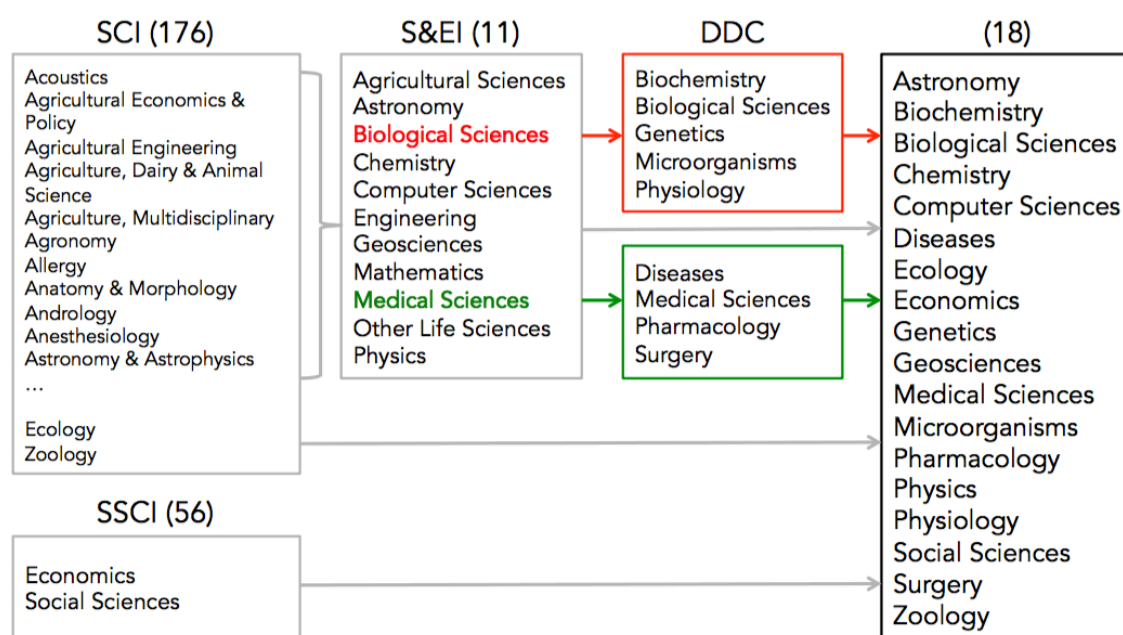 SCI (176)
Acoustics
Agricultural Economics &
Policy
Agricultural Engineering
Agriculture, Dairy & Animal
Science
Agriculture, Multidisciplinary
Agronomy
Allergy
Anatomy & Morphology
Andrology
Anesthesiology
Astronomy & Astrophysics
...
Ecology
Zoology
SSCI (56)
Economics
Social Sciences
S&EI (11)
Agricultural Sciences
Astronomy
Biological Sciences
Chemistry
Computer Sciences
Engineering
Geosciences
Mathematics
Medical Sciences
Other Life Sciences
Physics
DDC
Biochemistry
Biological Sciences
Genetics
Microorganisms
Physiology
Diseases
Medical Sciences
Pharmacology
Surgery
(18)
Astronomy
Biochemistry
Biological Sciences
Chemistry
Computer Sciences
Diseases
Ecology
Economics
Genetics
Geosciences
Medical Sciences
Microorganisms
Pharmacology
Physics
Physiology
Social Sciences
Surgery
Zoology